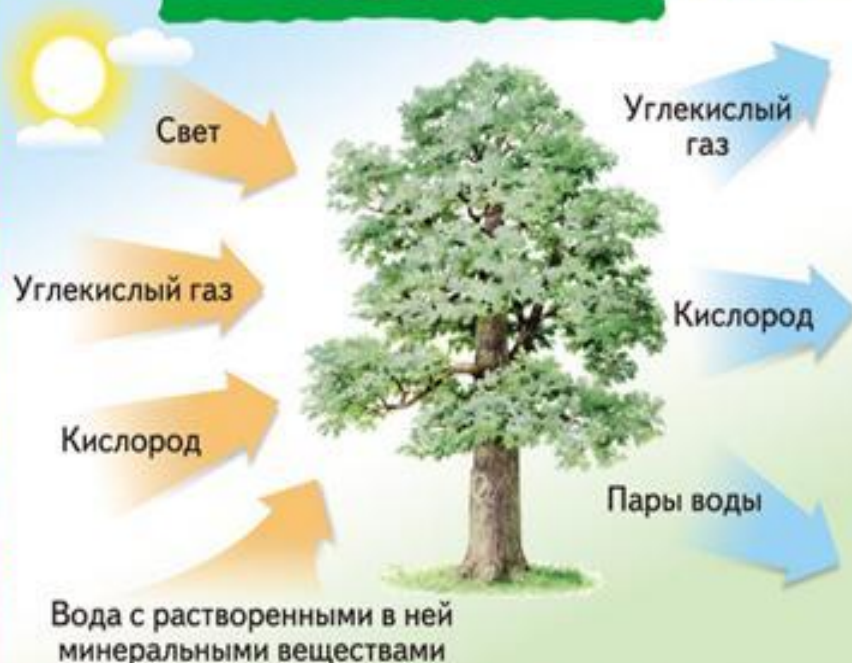 Свет
Углекислый
газ
Углекислый газ
Кислород
Кислород
Пары воды
Вода с растворенными в ней
минеральными веществами